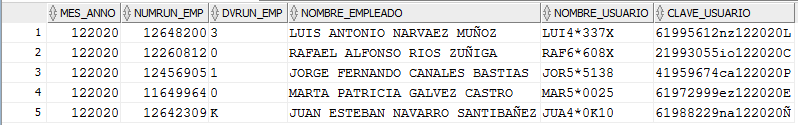 MES_ANNO NUMRUN_EMP DVRUN_EMP NOMBRE_EMPLEADO NOMBRE_USUARIO CLAVE_USUARIO
1 122020 12648200 3 LUIS ANTONIO NARVAEZ MUÑOZ LUI4*337X 61995612nz122020L
2 122020 12260812 0 RAFAEL ALFONSO RIOS ZUÑIGA RAF6*608X 21993055io122020C
3 122020 12456905 1 JORGE FERNANDO CANALES BASTIAS JOR5*5138 41959674ca122020P
4 122020 11649964 0 MARTA PATRICIA GALVEZ CASTRO MAR5*0025 61972999ez122020E
5 122020 12642309 K JUAN ESTEBAN NAVARRO SANTIBAÑEZ JUA4*0K10 61988229na122020Ñ